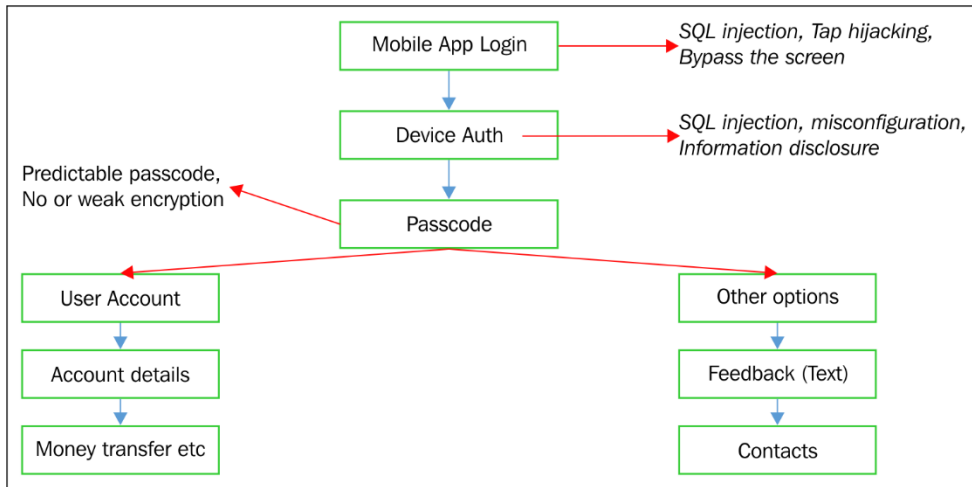 Mobile App Login
SQL injection, Tap hijacking,
Bypass the screen
Device Auth
SQL injection, misconfiguration,
Information disclosure
Predictable passcode,
No or weak encryption
Passcode
User Account
Other options
Account details
Feedback (Text)
Money transfer etc
Contacts